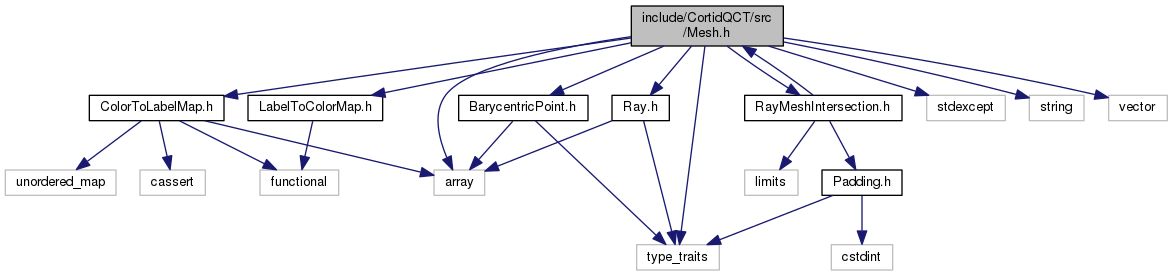 include/CortidQCT/src
/Mesh.h
ColorToLabelMap.h
LabelToColorMap.h
BarycentricPoint.h
Ray.h
RayMeshIntersection.h
stdexcept
string
vector
unordered_map
cassert
functional
array
limits
Padding.h
type_traits
cstdint